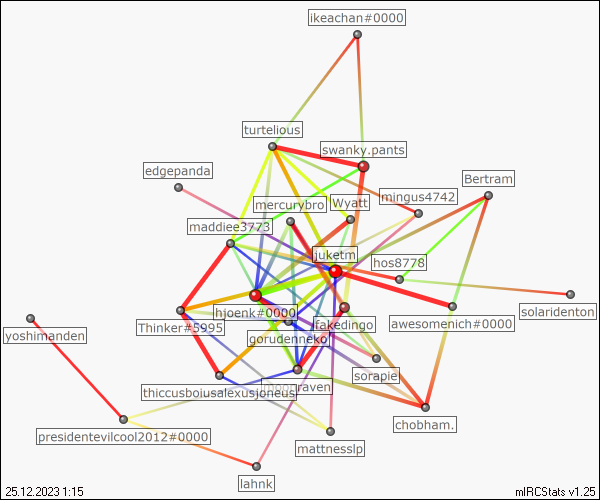 ikeachan#0000
turtelious
swanky.pants
edgepanda
Bertram
mingus4742
mercurybro
Wyatt
maddiee3773
juketm
hos8778
solaridenton
hjoenk#0000
fakedingo
awesomenich#0000
Thinker#5995
yoshimanden
gorudenneko
sorapie
thiccusboiusalexusjoneus
raven
chobham.
presidentevilcool2012#0000
mattnesslp
lahnk
25.12.2023 1:15
mIRCStats v1.25